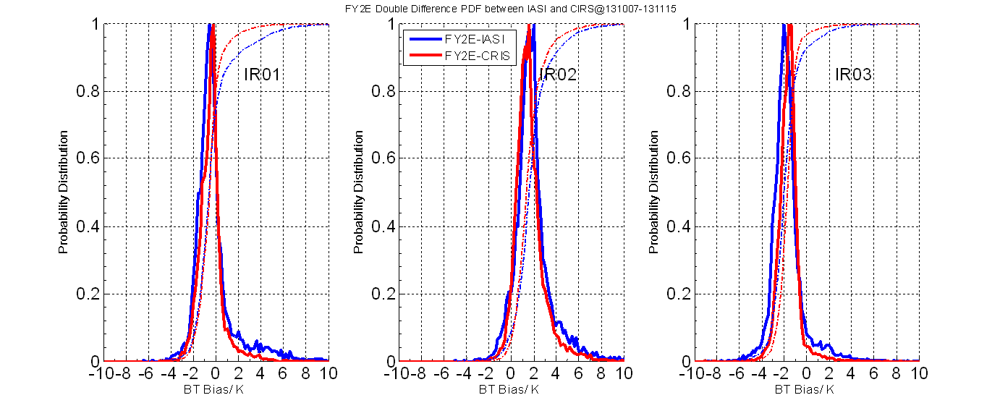 FY2E Double Difference PDF between IASI and CIRS@131007-131115
1
0.8
0.6
0.4
0.2
0
Probability Distribution
IR01
-10 -8 -6 -4 -2 0 2 4 6 8 10
BT Bias/ K
1
0.8
0.6
0.4
0.2
0
Probability Distribution
FY2E-IASI
FY2E-CRIS
IR02
-10 -8 -6 -4 -2 0 2 4 6 8 10
BT Bias/ K
1
0.8
0.6
0.4
0.2
0
Probability Distribution
IR03
-10 -8 -6 -4 -2 0 2 4 6 8 10
BT Bias/ K